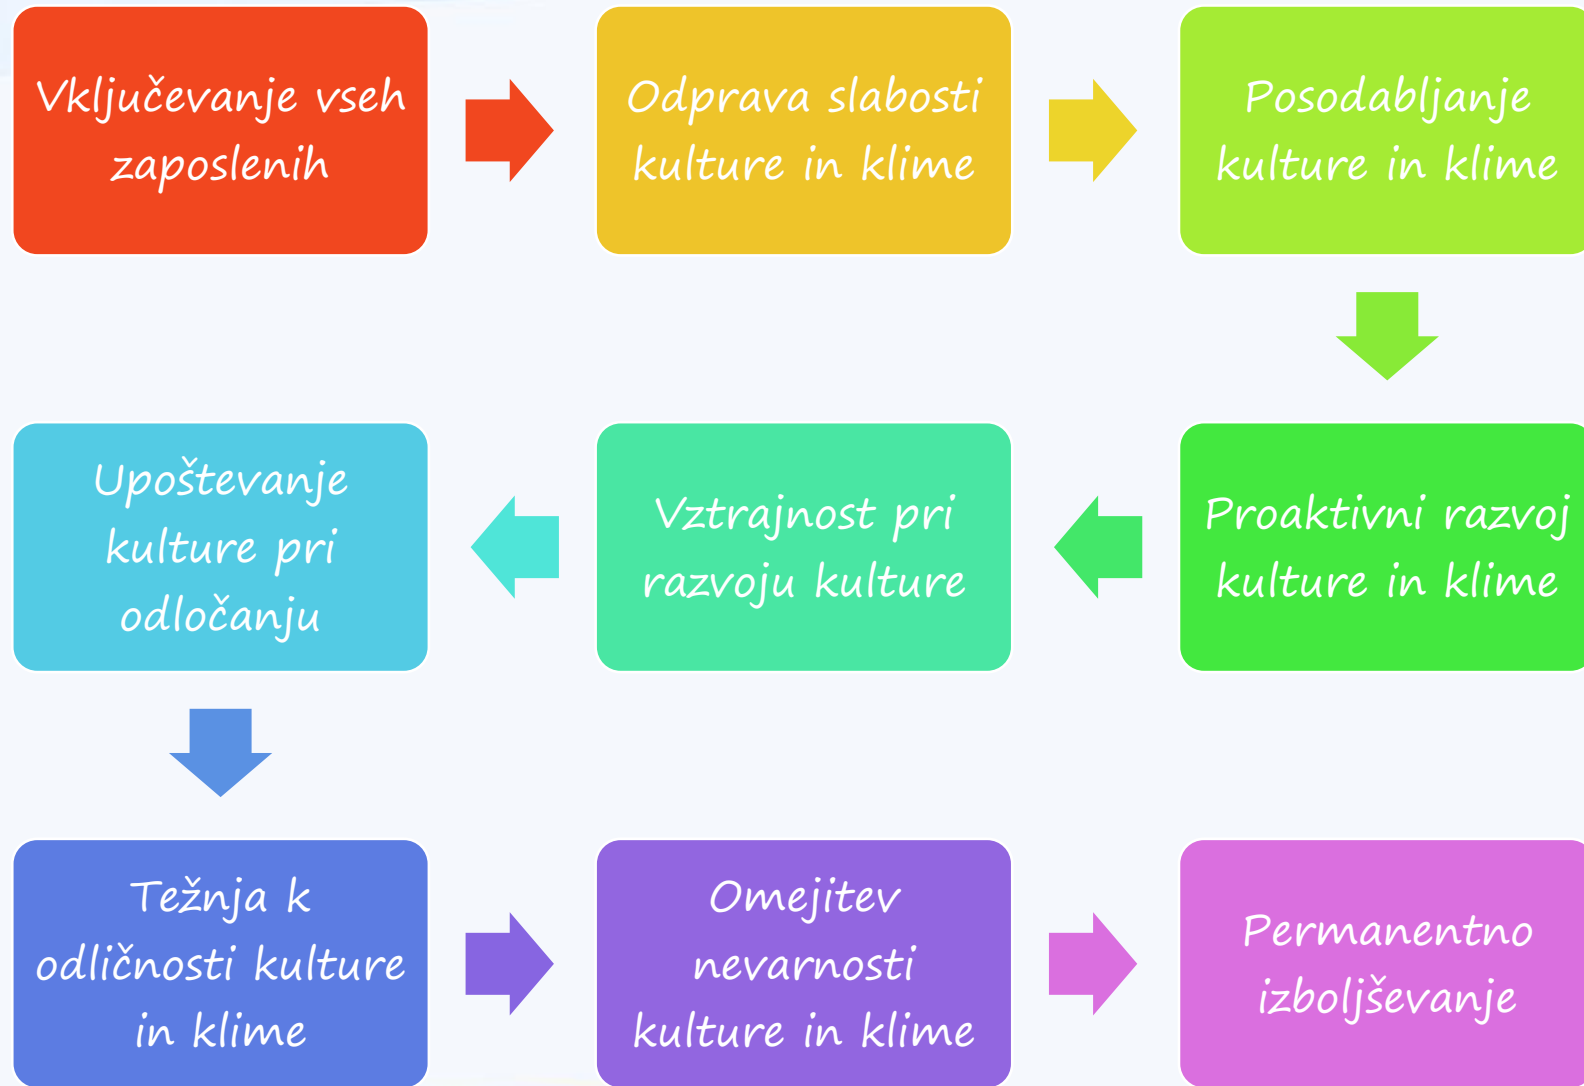 Vključevanje vseh
zaposlenih
Odprava slabosti
kulture in klime
Posodabljanje
kulture in klime
Proaktivni razvoj
kulture in klime
Vztrajnost pri
razvoju kulture
Upoštevanje
kulture pri
odločanju
Težnja k
odličnosti kulture
in klime
Omejitev
nevarnosti
kulture in klime
Permanentno
izboljševanje